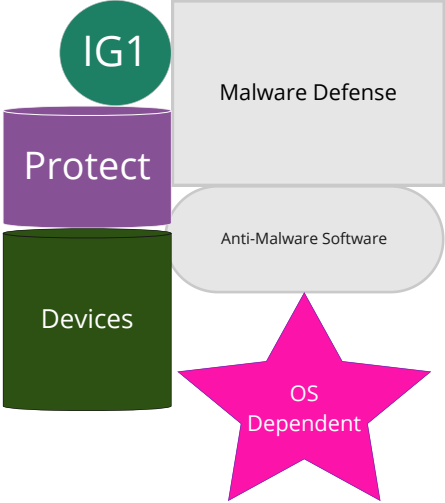 IG1
Malware Defense
Protect
Anti-Malware Software
Devices
OS
Dependent